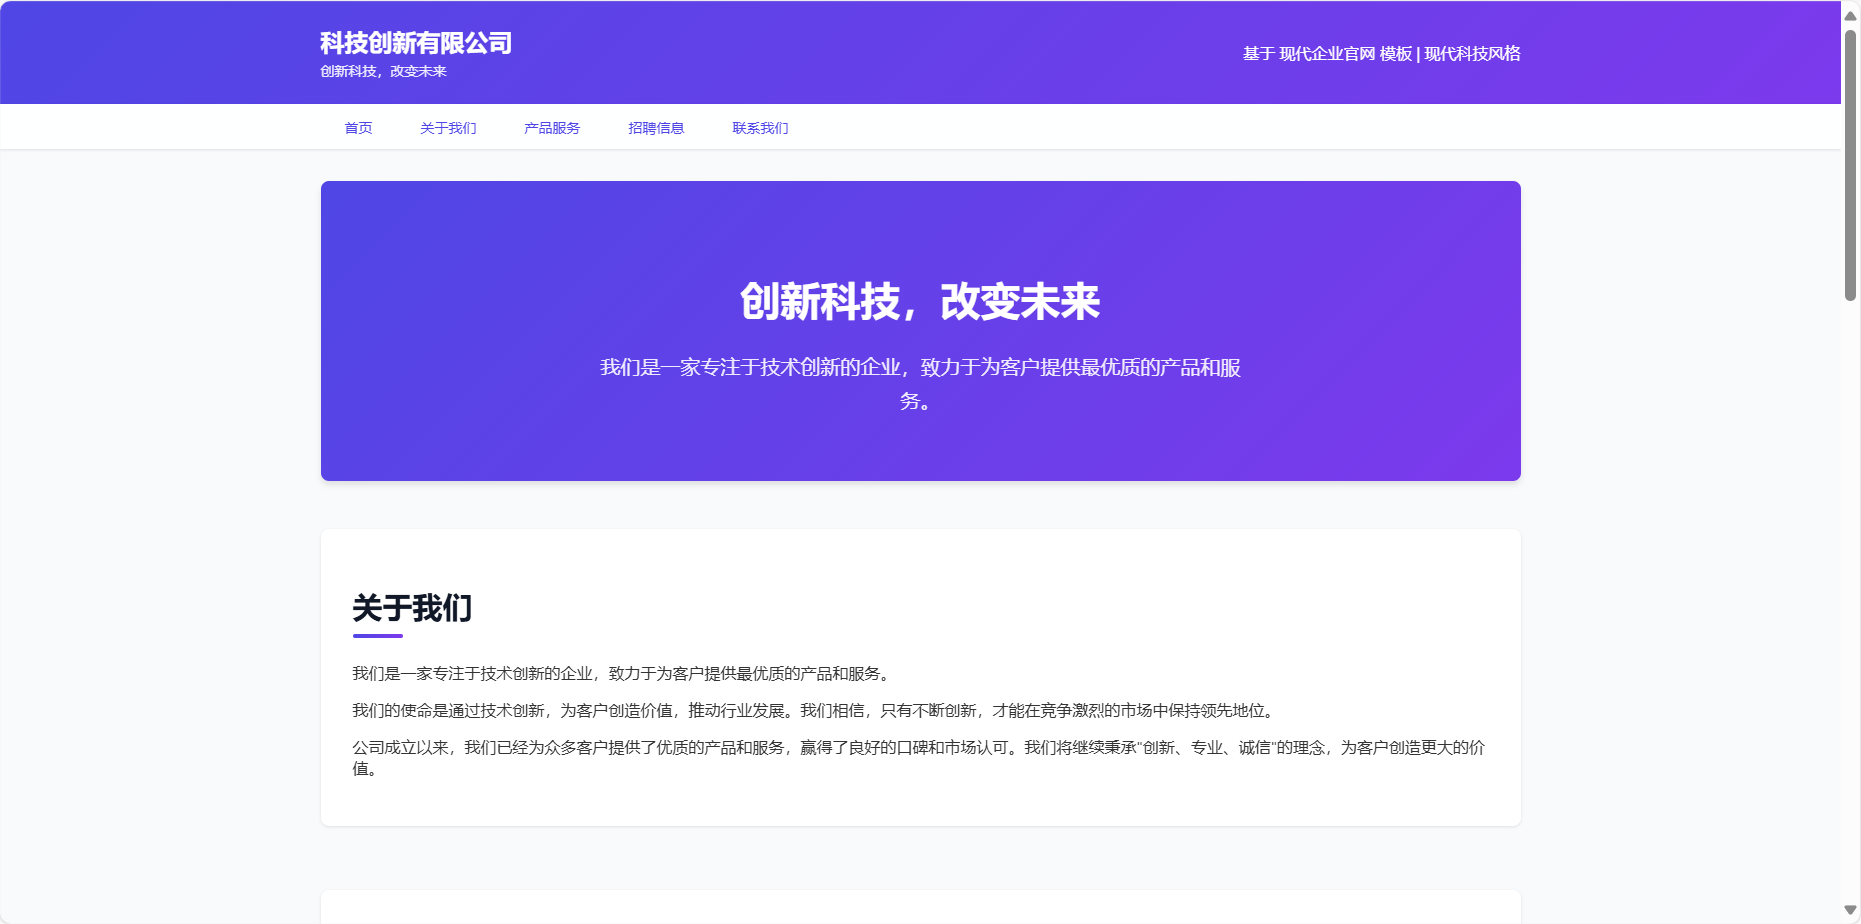 科技创新有限公司
创新科技，改变未来
基于 现代企业官网 模板 | 现代科技风格
首页
关于我们
产品服务
招聘信息
联系我们
创新科技，改变未来
我们是一家专注于技术创新的企业，致力于为客户提供最优质的产品和服
务。
关于我们
我们是一家专注于技术创新的企业，致力于为客户提供最优质的产品和服务。
我们的使命是通过技术创新，为客户创造价值，推动行业发展。我们相信，只有不断创新，才能在竞争激烈的市场中保持领先地位。
公司成立以来，我们已经为众多客户提供了优质的产品和服务，赢得了良好的口碑和市场认可。我们将继续秉承"创新、专业、诚信"的理念，为客户创造更大的价
值。